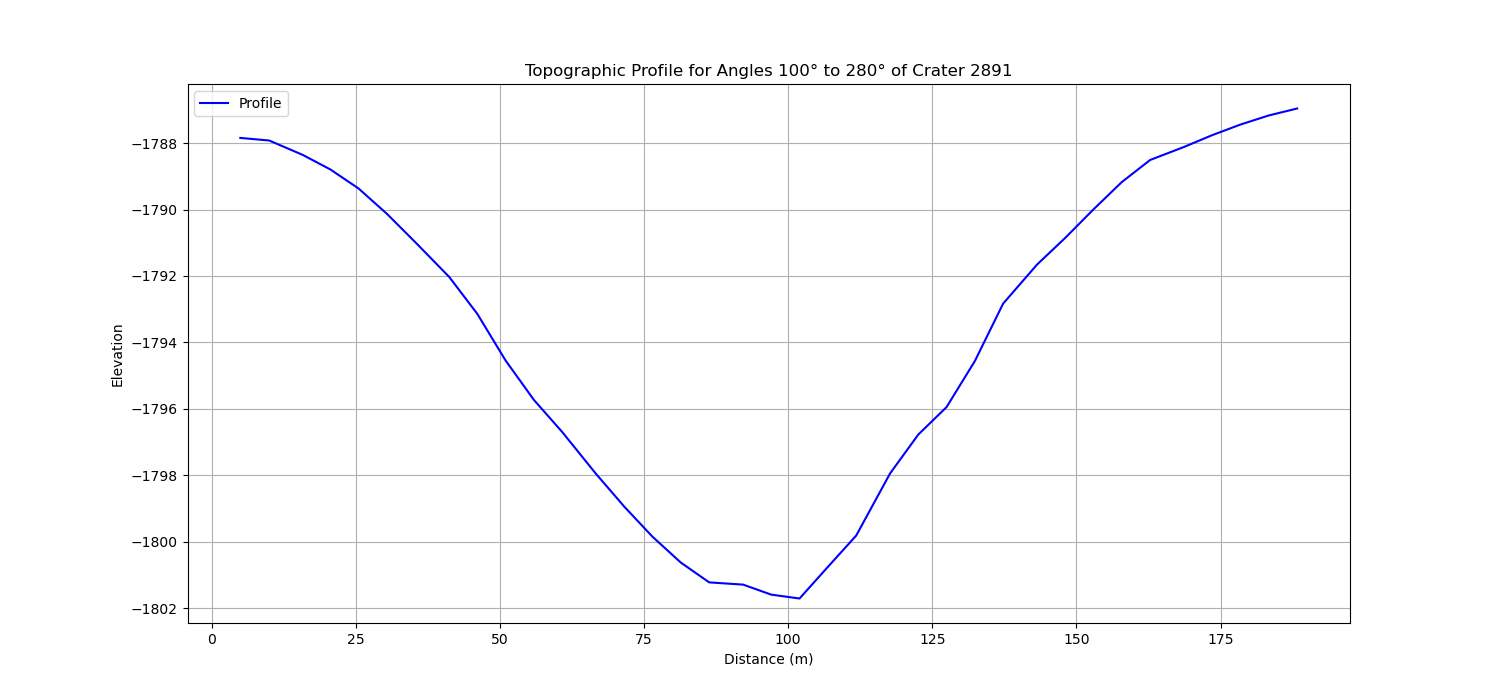 Topographic Profile for Angles 100° to 280° of Crater 2891
Profile
Elevation
−1788
−1790
−1792
−1794
−1796
−1798
−1800
−1802
0 25 50 75 100 125 150 175
Distance (m)